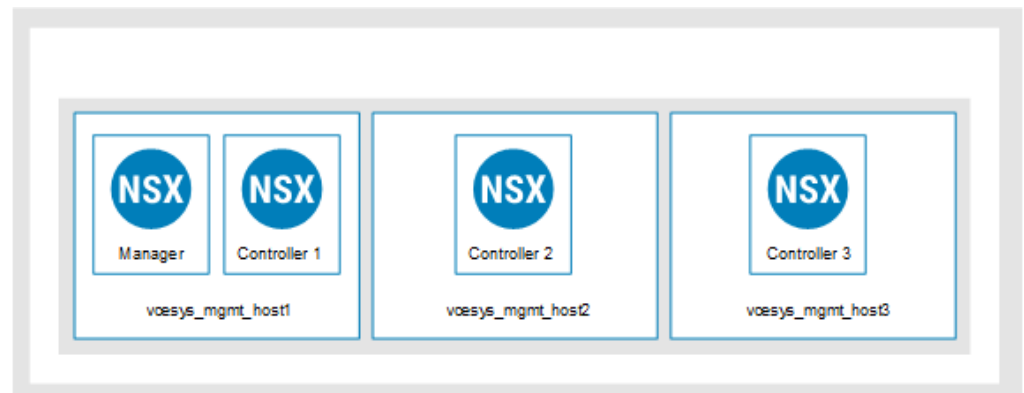 NSX
Manager
NSX
Controller 1
vcesys_mgmt_host1
NSX
Controller 2
vcesys_mgmt_host2
NSX
Controller 3
vcesys_mgmt_host3